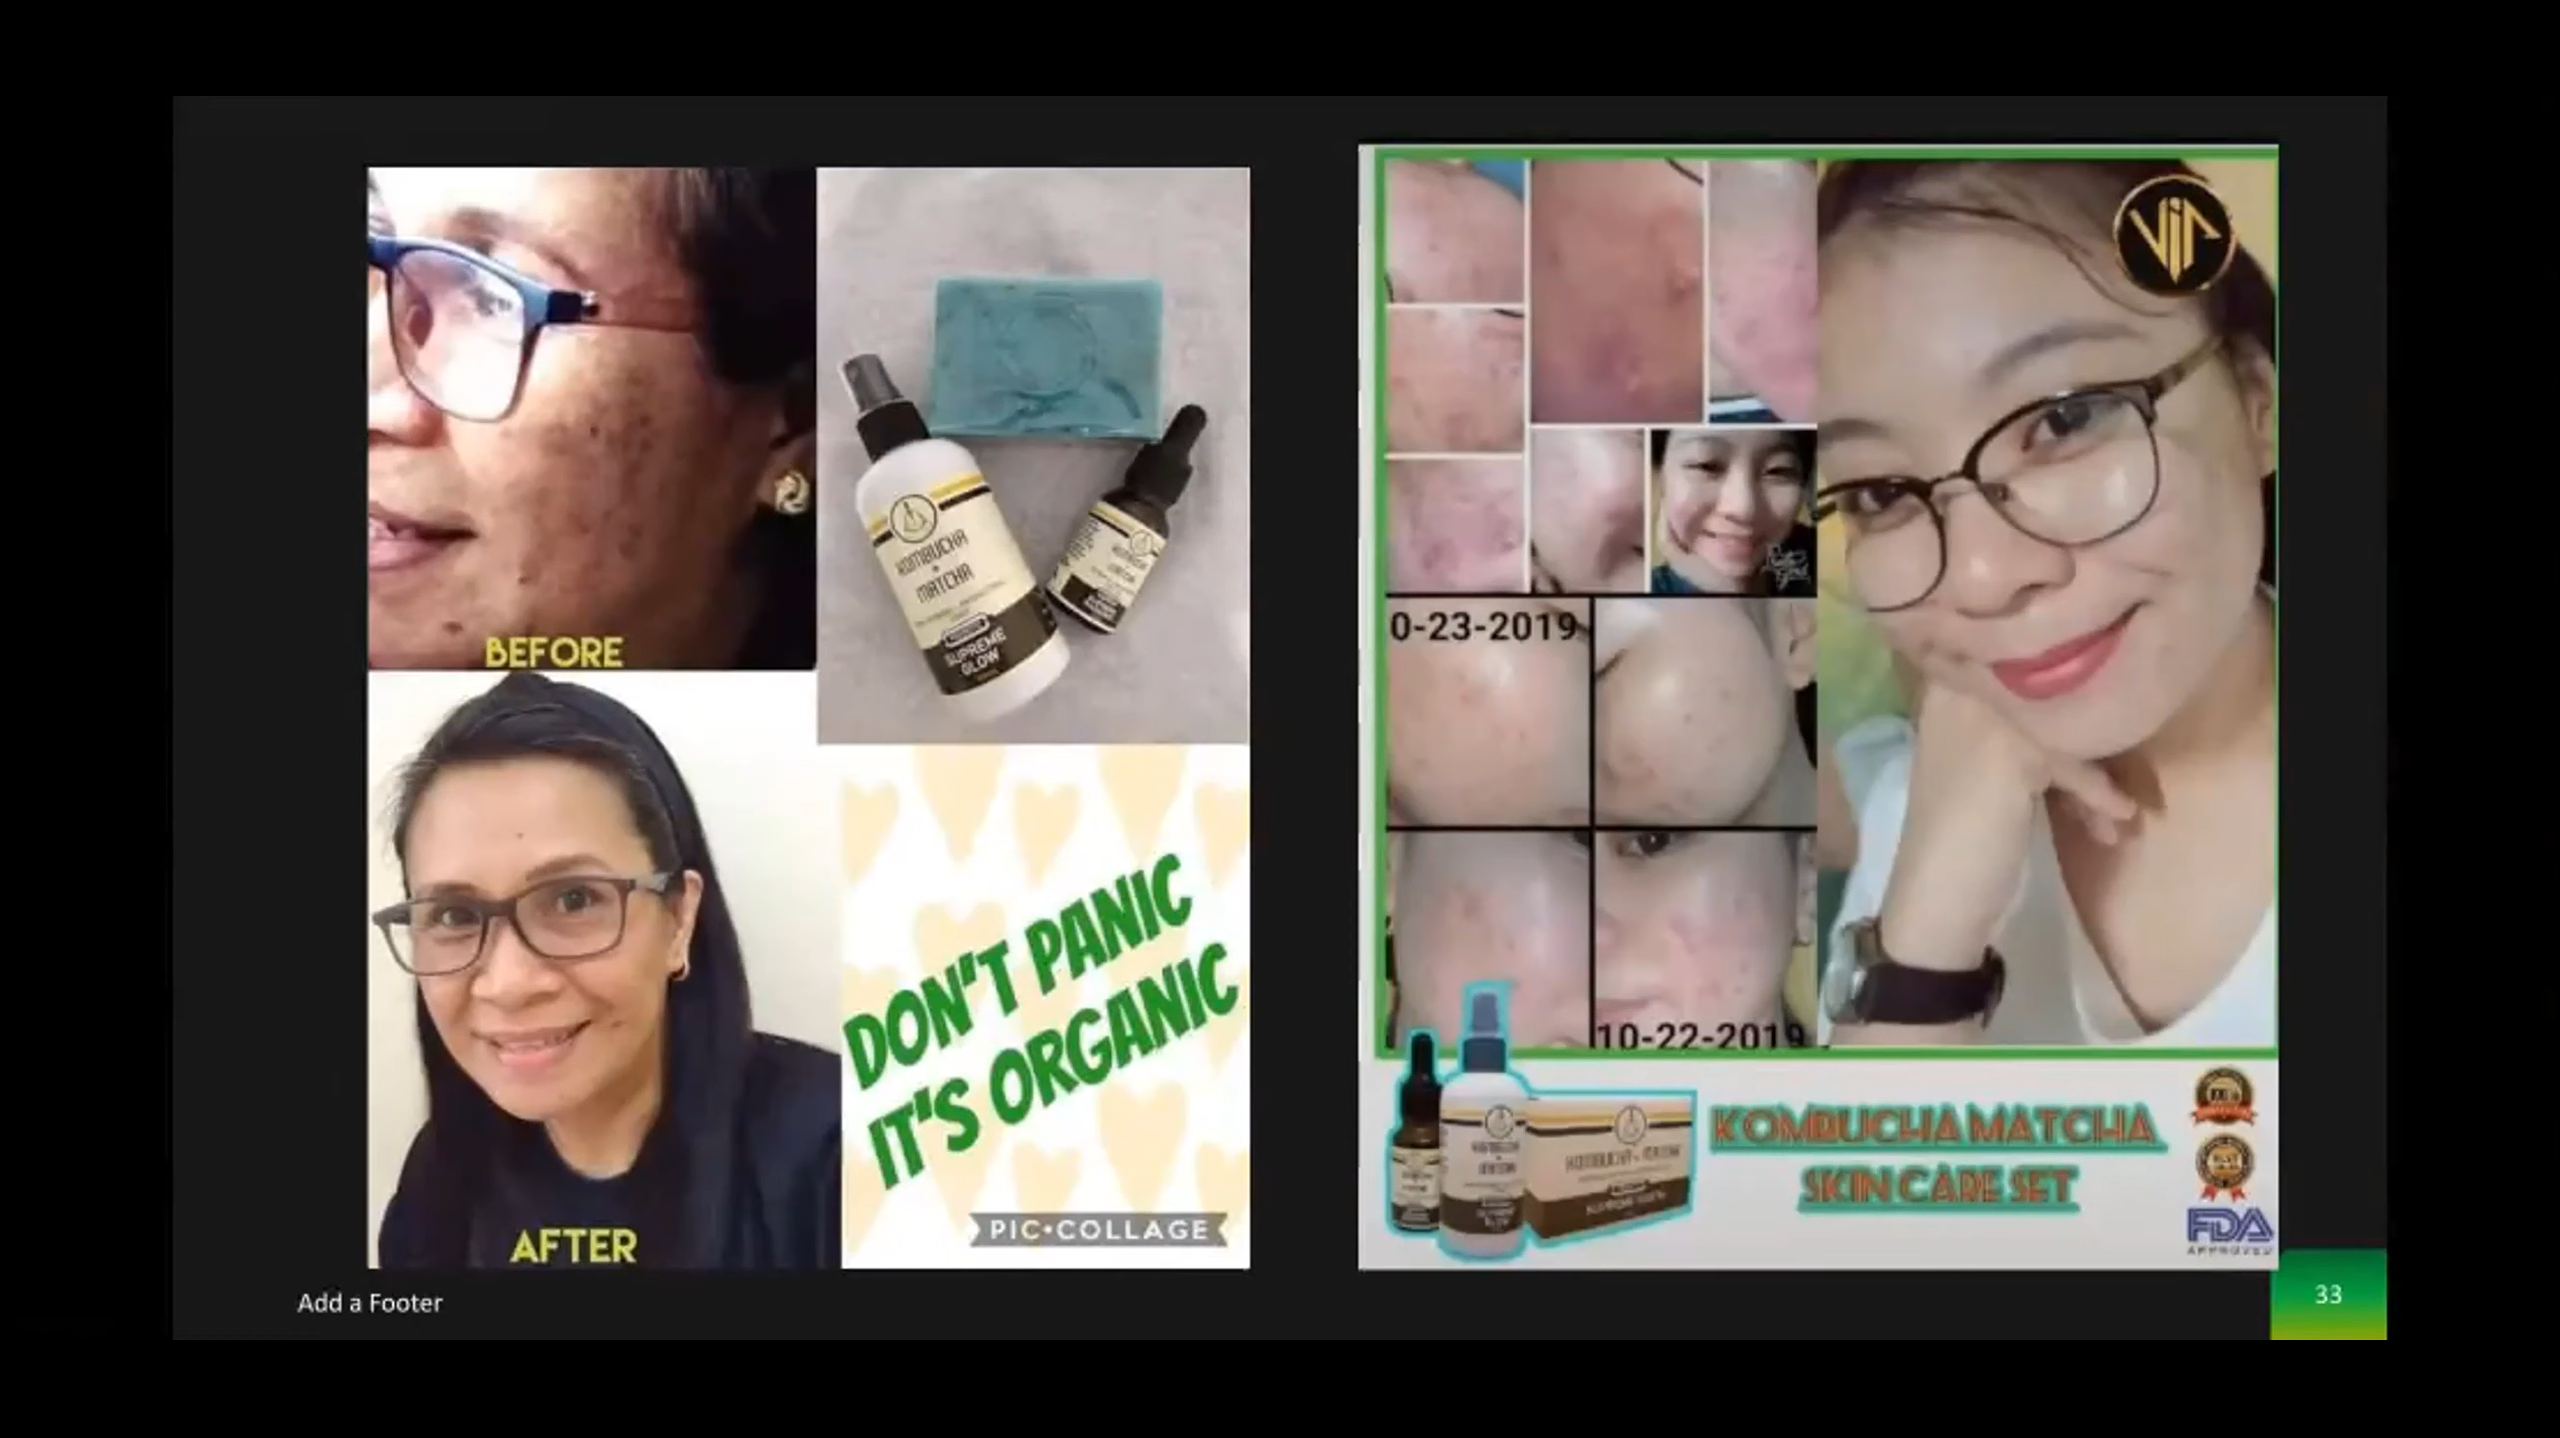 BEFORE
KOMBUCHA
+
MATCHA
SUPREME
GLOW
AFTER
DON'T PANIC
IT'S ORGANIC
PIC•COLLAGE
0-23-2019
10-22-2019
KOMBUCHA MATCHA
SKIN CARE SET
FDA
APPROVED
Add a Footer
33